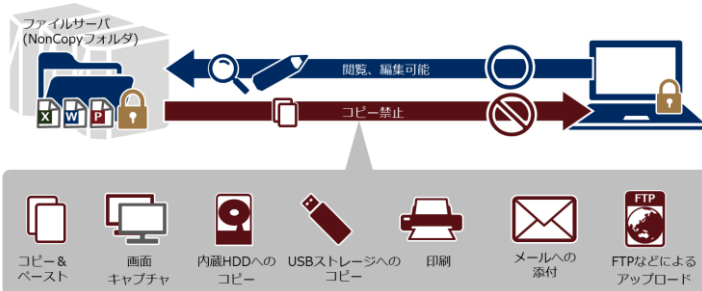 ファイルサーバ
(NonCopyフォルダ)
閲覧、編集可能
X
W
P
コピー禁止
FTP
コピー＆
ペースト
画面
キャプチャ
内蔵HDDへの
コピー
USBストレージへの
コピー
印刷
メールへの
添付
FTPなどによる
アップロード